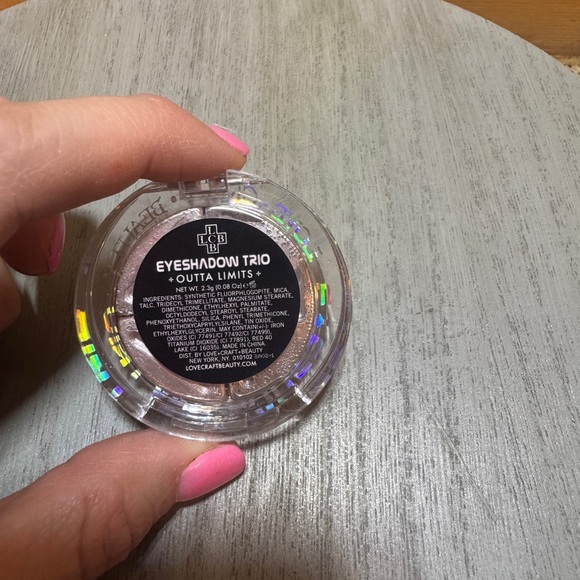 L
LCB
B
EYESHADOW TRIO
+ OUTTA LIMITS +
NET WT. 2.3g (0.08 Oz)
INGREDIENTS: SYNTHETIC FLUORPHLOGOPITE, MICA,
TALC, TRIDECYL TRIMELLITATE, MAGNESIUM STEARATE,
DIMETHICONE, ETHYLHEXYL PALMITATE,
OCTYLDODECYL STEAROYL STEARATE,
PHENOXYETHANOL, SILICA, PHENYL TRIMETHICONE,
TRIETHOXYCAPRYLYLSILANE, TIN OXIDE,
ETHYLHEXYLGLYCERIN. MAY CONTAIN(+/-): IRON
OXIDES (CI 77491/CI 77492/CI 77499),
TITANIUM DIOXIDE (CI 77891), RED 40
LAKE (CI 16035). MADE IN CHINA.
DIST. BY LOVE+CRAFT+BEAUTY
NEW YORK, NY. 010102
LOVECRAFTBEAUTY.COM